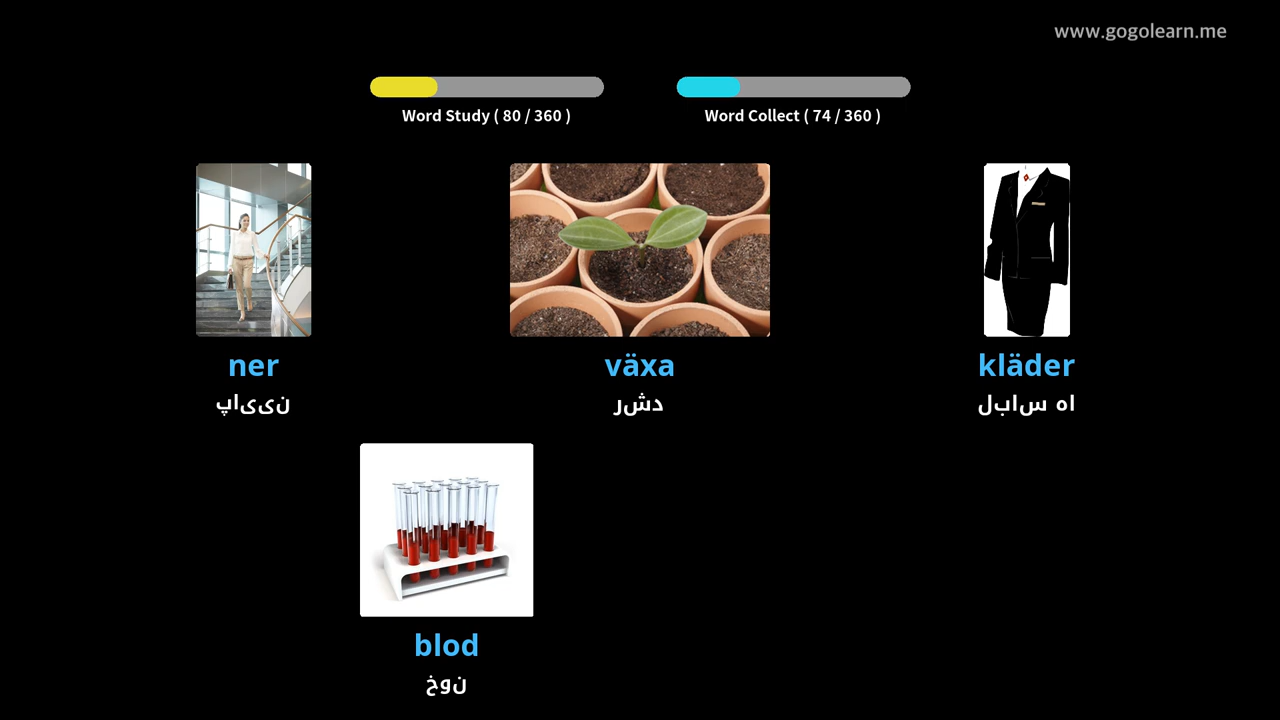 www.gogolearn.me
Word Study ( 80 / 360 )
Word Collect ( 74 / 360 )
ner
پایین
växa
رشد
kläder
لباس ها
blod
خون